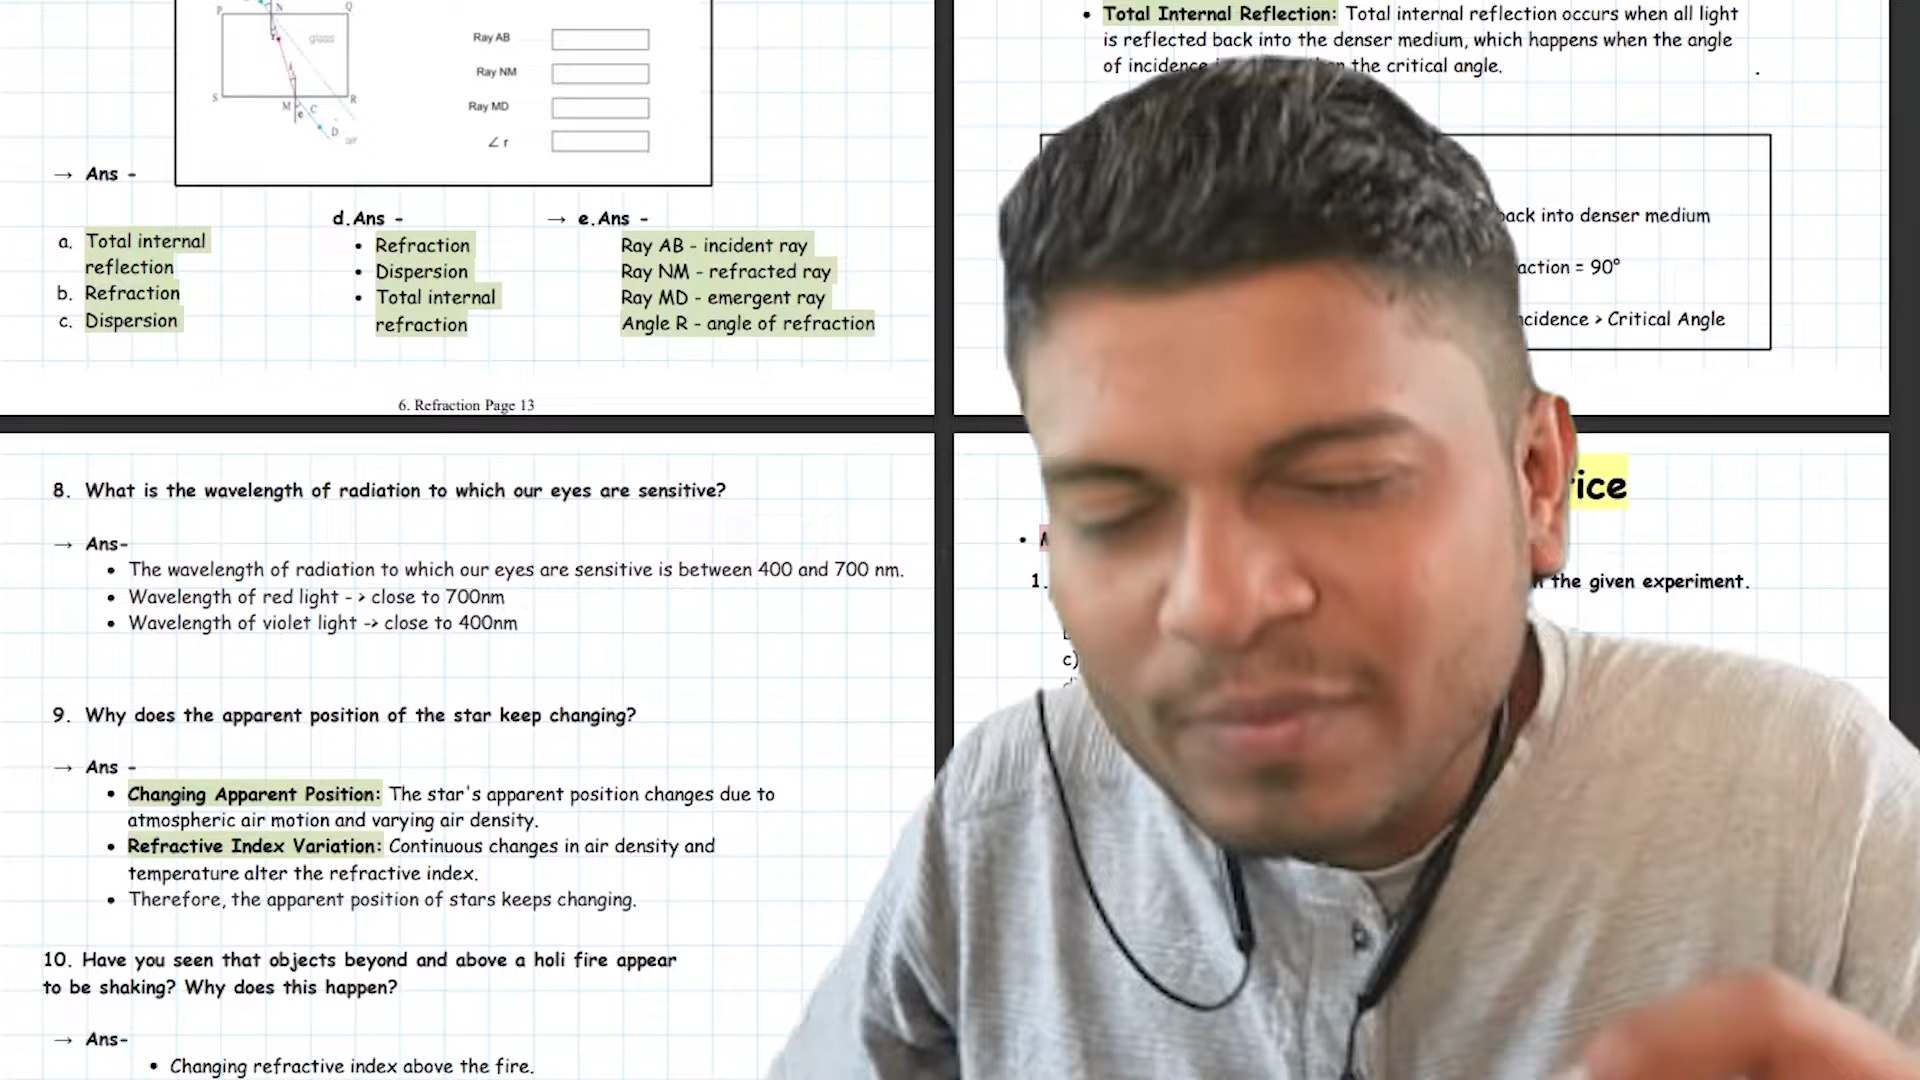 P
N
Q
glass
S
M
e
C
R
D
air
Ray AB
Ray NM
Ray MD
∠ r
→ Ans -
a. Total internal
reflection
b. Refraction
c. Dispersion
d.Ans -
• Refraction
• Dispersion
• Total internal
refraction
→ e.Ans -
Ray AB - incident ray
Ray NM - refracted ray
Ray MD - emergent ray
Angle R - angle of refraction
6. Refraction Page 13
• Total Internal Reflection: Total internal reflection occurs when all light
is reflected back into the denser medium, which happens when the angle
of incidence the critical angle.
back into denser medium
= 90°
> Critical Angle
8. What is the wavelength of radiation to which our eyes are sensitive?
→ Ans-
• The wavelength of radiation to which our eyes are sensitive is between 400 and 700 nm.
• Wavelength of red light - > close to 700nm
• Wavelength of violet light -> close to 400nm
9. Why does the apparent position of the star keep changing?
→ Ans -
• Changing Apparent Position: The star's apparent position changes due to
atmospheric air motion and varying air density.
• Refractive Index Variation: Continuous changes in air density and
temperature alter the refractive index.
• Therefore, the apparent position of stars keeps changing.
10. Have you seen that objects beyond and above a holi fire appear
to be shaking? Why does this happen?
→ Ans-
• Changing refractive index above the fire.
1.
the given experiment.
c)